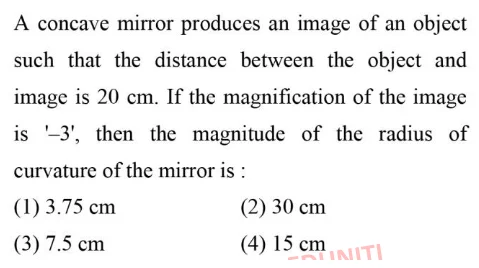 A concave mirror produces an image of an object
such that the distance between the object and
image is 20 cm. If the magnification of the image
is '–3', then the magnitude of the radius of
curvature of the mirror is :
(1) 3.75 cm (2) 30 cm
(3) 7.5 cm (4) 15 cm
EDUNITI